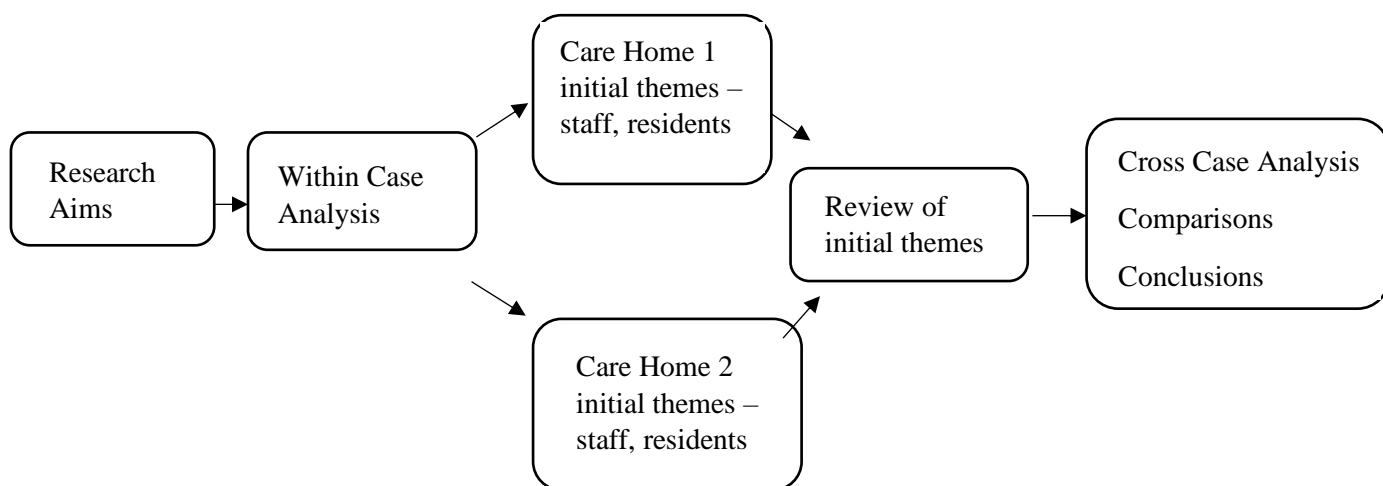 Research
Aims
Within Case
Analysis
Care Home 1
initial themes –
staff, residents
Care Home 2
initial themes –
staff, residents
Review of
initial themes
Cross Case Analysis
Comparisons
Conclusions